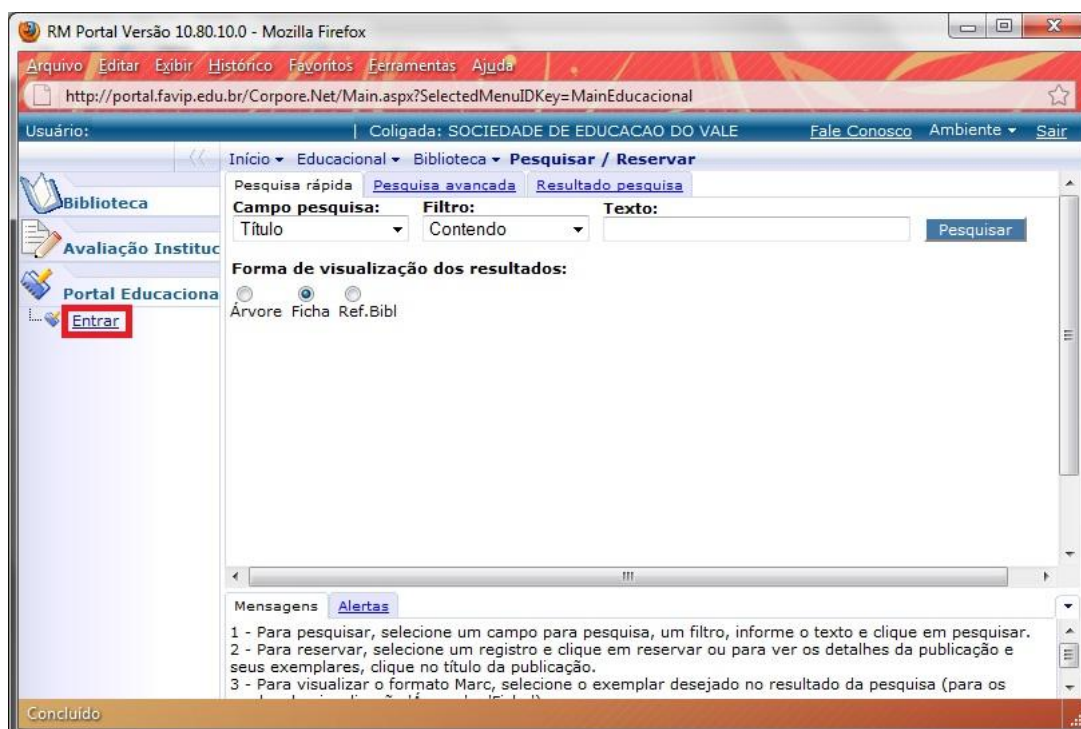 RM Portal Versão 10.80.10.0 - Mozilla Firefox
Arquivo Editar Exibir Histórico Favoritos Ferramentas Ajuda
http://portal.favip.edu.br/Corpore.Net/Main.aspx?SelectedMenuIDKey=MainEducacional
Usuário: | Coligada: SOCIEDADE DE EDUCACAO DO VALE Fale Conosco Ambiente Sair
Início Educacional Biblioteca Pesquisar / Reservar
Pesquisa rápida Pesquisa avancada Resultado pesquisa
Biblioteca
Avaliação Instituc
Portal Educaciona
Entrar
Campo pesquisa: Filtro: Texto:
Título Contendo Pesquisar
Forma de visualização dos resultados:
Árvore Ficha Ref.Bibl
Mensagens Alertas
1 - Para pesquisar, selecione um campo para pesquisa, um filtro, informe o texto e clique em pesquisar.
2 - Para reservar, selecione um registro e clique em reservar ou para ver os detalhes da publicação e
seus exemplares, clique no título da publicação.
3 - Para visualizar o formato Marc, selecione o exemplar desejado no resultado da pesquisa (para os
Concluído